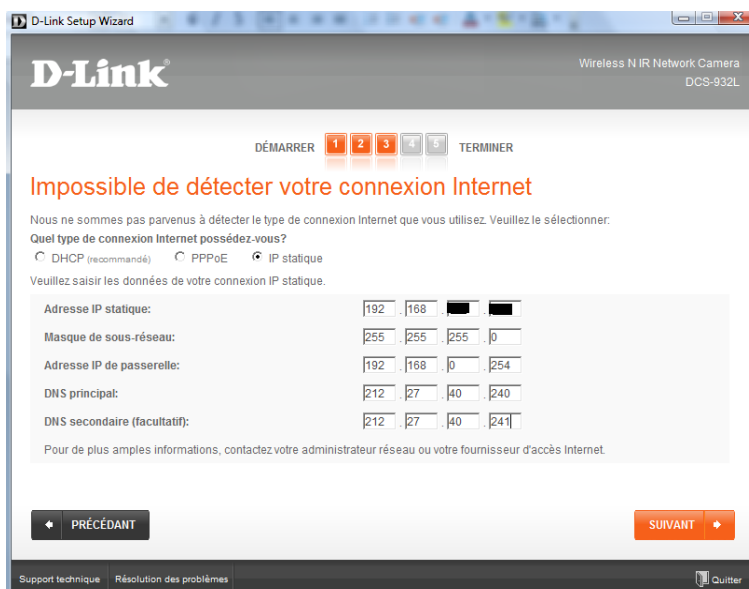 D-Link Setup Wizard
D-Link®
Wireless N IR Network Camera
DCS-932L
DÉMARRER 1 2 3 4 5 TERMINER
Impossible de détecter votre connexion Internet
Nous ne sommes pas parvenus à détecter le type de connexion Internet que vous utilisez. Veuillez le sélectionner:
Quel type de connexion Internet possédez-vous?
DHCP (recommandé) PPPoE IP statique
Veuillez saisir les données de votre connexion IP statique.
Adresse IP statique: 192 . 168 . .
Masque de sous-réseau: 255 . 255 . 255 . 0
Adresse IP de passerelle: 192 . 168 . 0 . 254
DNS principal: 212 . 27 . 40 . 240
DNS secondaire (facultatif): 212 . 27 . 40 . 241
Pour de plus amples informations, contactez votre administrateur réseau ou votre fournisseur d'accès Internet.
PRÉCÉDANT SUIVANT
Support technique Résolution des problèmes Quitter